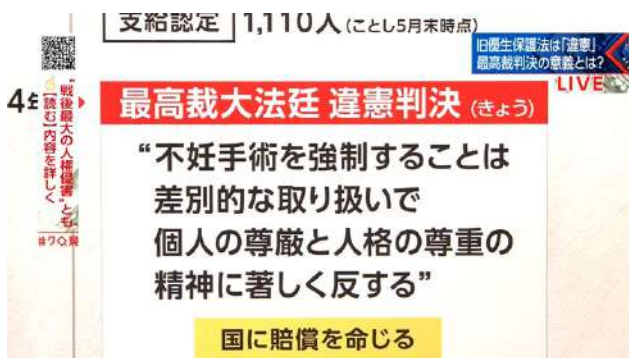 支給認定 1,110人(ことし5月末時点)
旧優生保護法は「違憲」
最高裁判決の意義とは?
LIVE
4年
“戦後最大の人権侵害”とも
【読む】内容を詳しく
最高裁大法廷 違憲判決(きょう)
“不妊手術を強制することは
差別的な取り扱いで
個人の尊厳と人格の尊重の
精神に著しく反する”
国に賠償を命じる